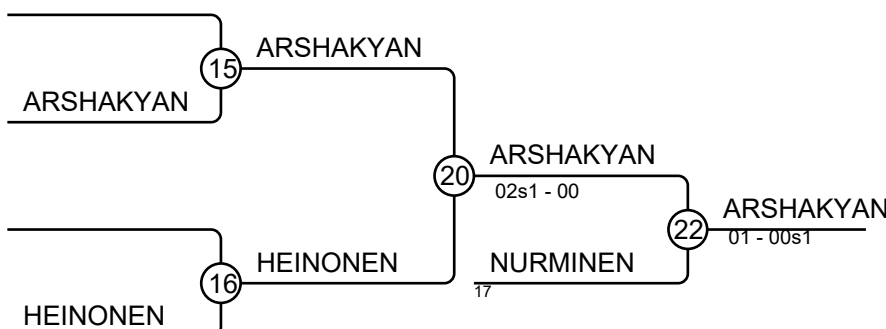 ARSHAKYAN
15
ARSHAKYAN
ARSHAKYAN
20
02s1 - 00
ARSHAKYAN
22
01 - 00s1
HEINONEN
NURMINEN
16
17
HEINONEN